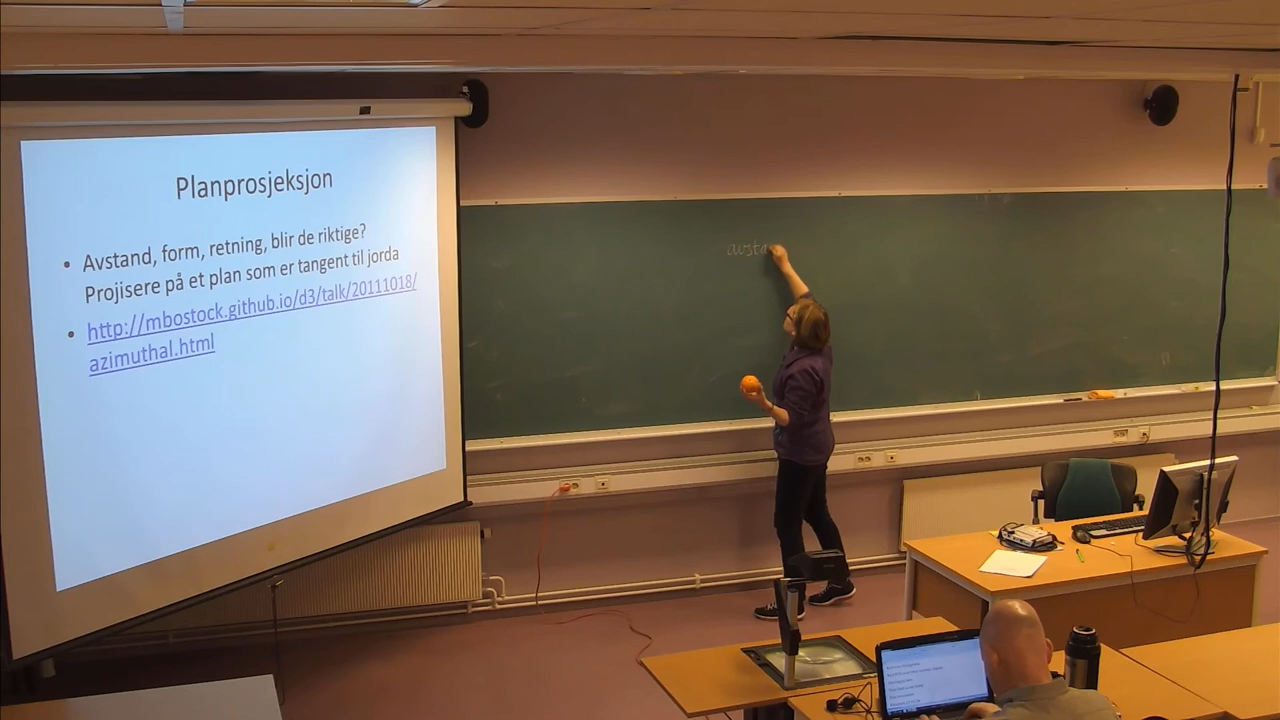 Planprosjeksjon
• Avstand, form, retning, blir de riktige?
Projisere på et plan som er tangent til jorda
• http://mbostock.github.io/d3/talk/20111018/
azimuthal.html
avsta